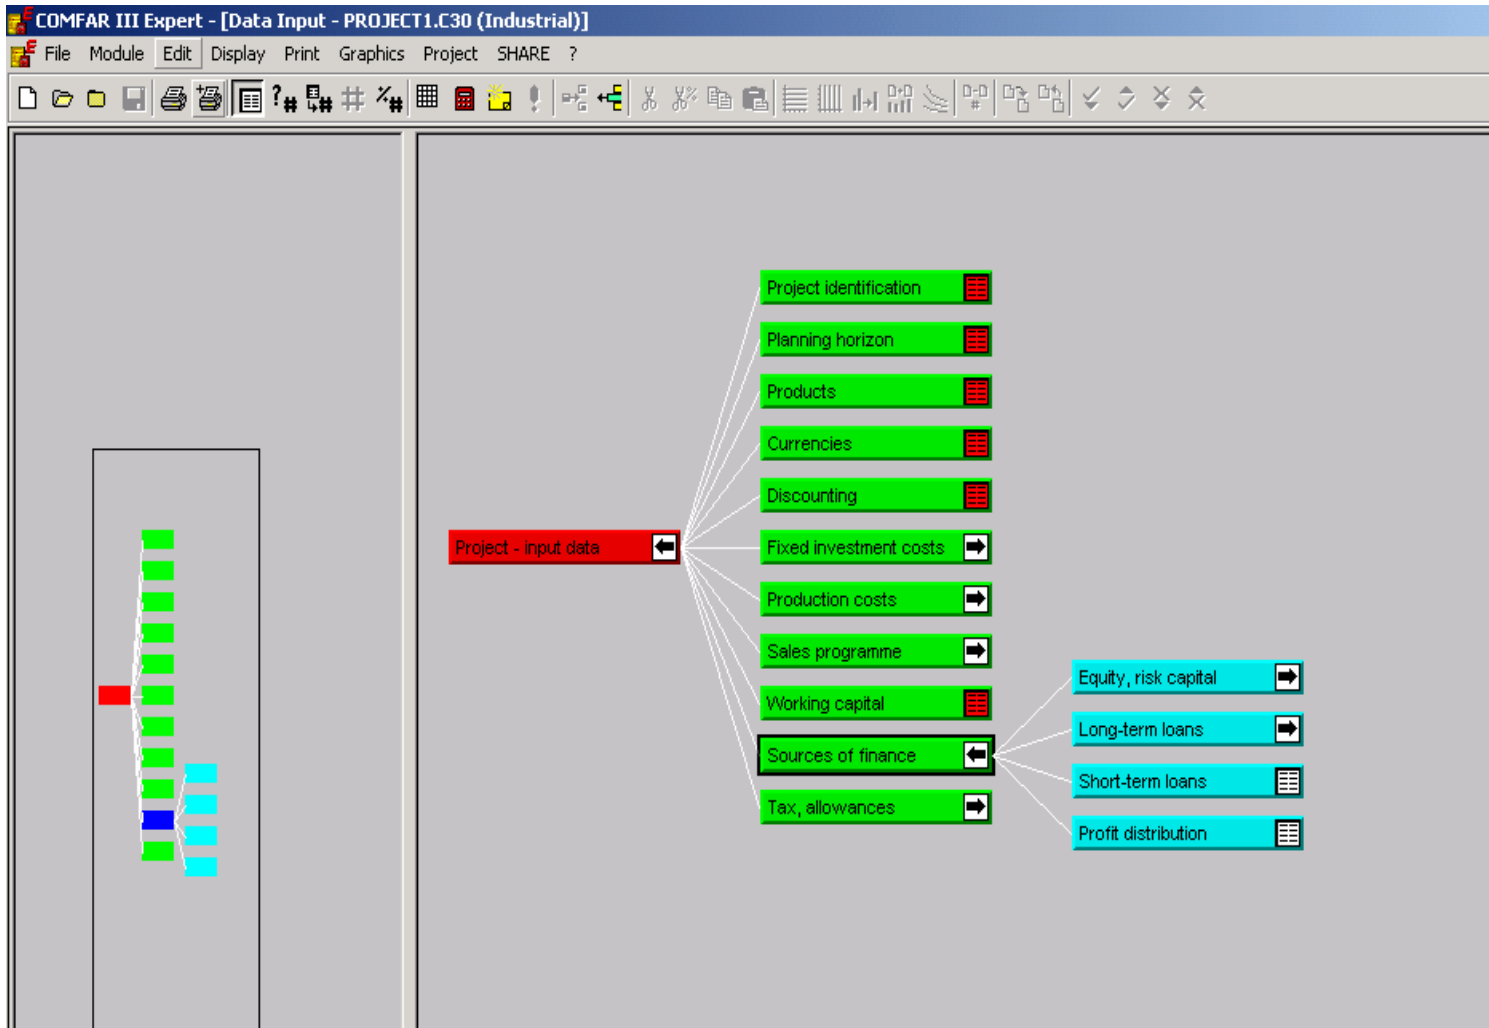 COMFAR III Expert - [Data Input - PROJECT1.C30 (Industrial)]
File Module Edit Display Print Graphics Project SHARE ?
Project identification
Planning horizon
Products
Currencies
Discounting
Project - input data
Fixed investment costs
Production costs
Sales programme
Equity, risk capital
Working capital
Long-term loans
Sources of finance
Short-term loans
Tax, allowances
Profit distribution